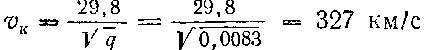 v_к = 29,8 / √q = 29,8 / √0,0083 = 327 км/с